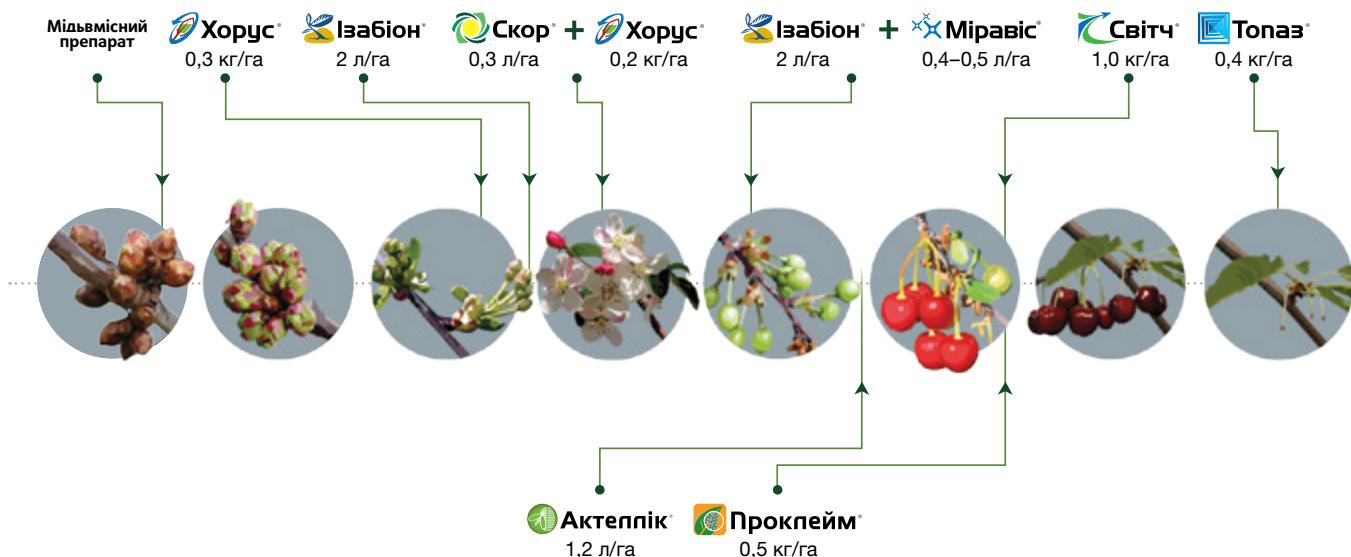 Мідьвмісний
препарат
Хорус®
0,3 кг/га
Ізабіон®
2 л/га
Скор® + Хорус®
0,3 л/га 0,2 кг/га
Ізабіон® + Міравіс®
2 л/га 0,4–0,5 л/га
Світч®
1,0 кг/га
Топаз®
0,4 кг/га
Актеллік®
1,2 л/га
Проклейм®
0,5 кг/га